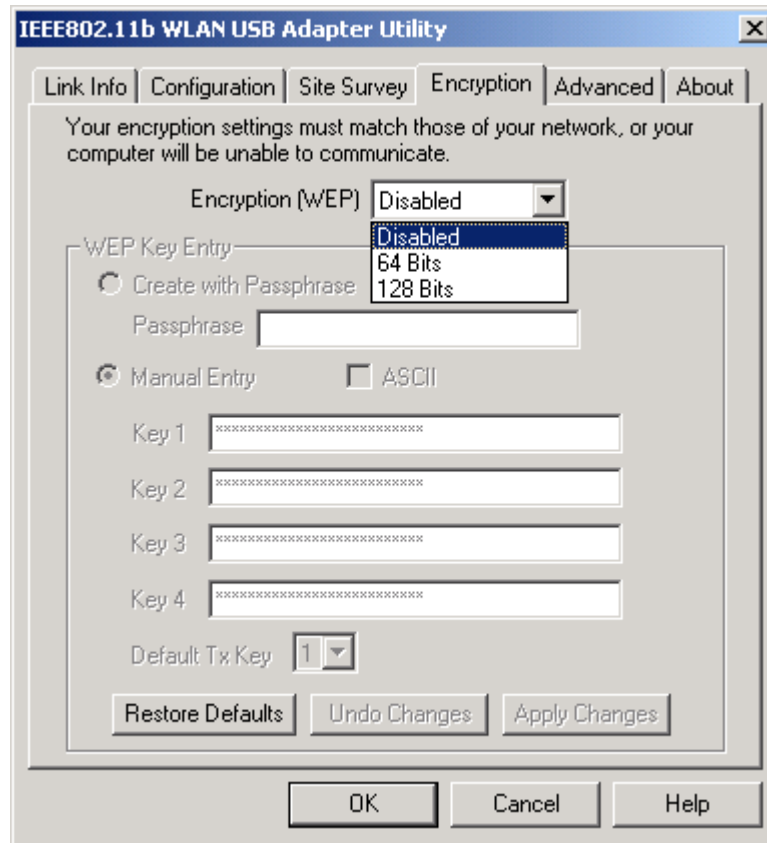 IEEE802.11b WLAN USB Adapter Utility
Link Info Configuration Site Survey Encryption Advanced About
Your encryption settings must match those of your network, or your
computer will be unable to communicate.
Encryption (WEP) Disabled
Disabled
64 Bits
128 Bits
WEP Key Entry
Create with Passphrase
Passphrase
Manual Entry ASCII
Key 1 **************************
Key 2 **************************
Key 3 **************************
Key 4 **************************
Default Tx Key 1
Restore Defaults Undo Changes Apply Changes
OK Cancel Help